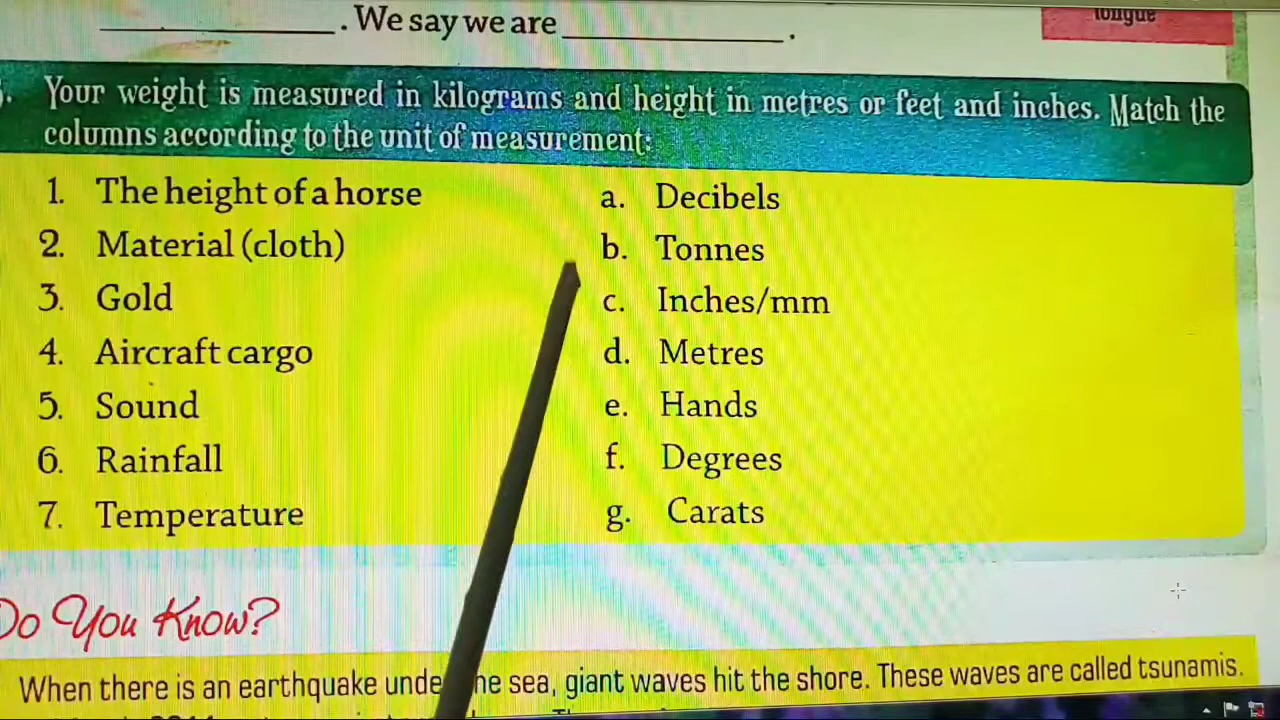 . We say we are
tongue
Your weight is measured in kilograms and height in metres or feet and inches. Match the
columns according to the unit of measurement:
1. The height of a horse
2. Material (cloth)
3. Gold
4. Aircraft cargo
5. Sound
6. Rainfall
7. Temperature
a. Decibels
b. Tonnes
c. Inches/mm
d. Metres
e. Hands
f. Degrees
g. Carats
Do You Know?
When there is an earthquake unde he sea, giant waves hit the shore. These waves are called tsunamis.